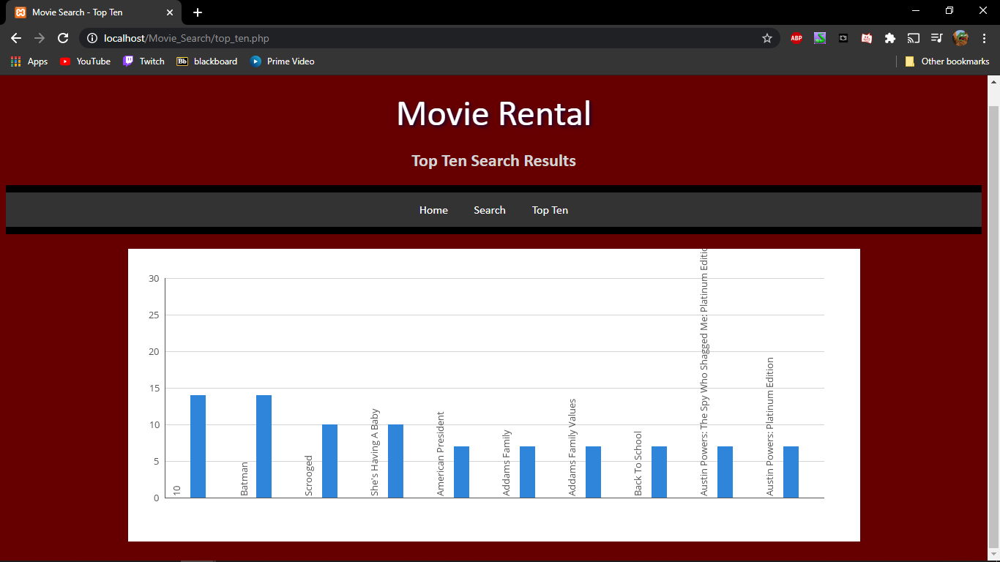 Movie Search - Top Ten
localhost/Movie_Search/top_ten.php
ABP
Apps YouTube Twitch Bb blackboard Prime Video Other bookmarks
Movie Rental
Top Ten Search Results
Home Search Top Ten
30
25
20
15
10
5
0
10
Batman
Scrooged
She's Having A Baby
American President
Addams Family
Addams Family Values
Back To School
Austin Powers: The Spy Who Shagged Me: Platinum Editio
Austin Powers: Platinum Edition